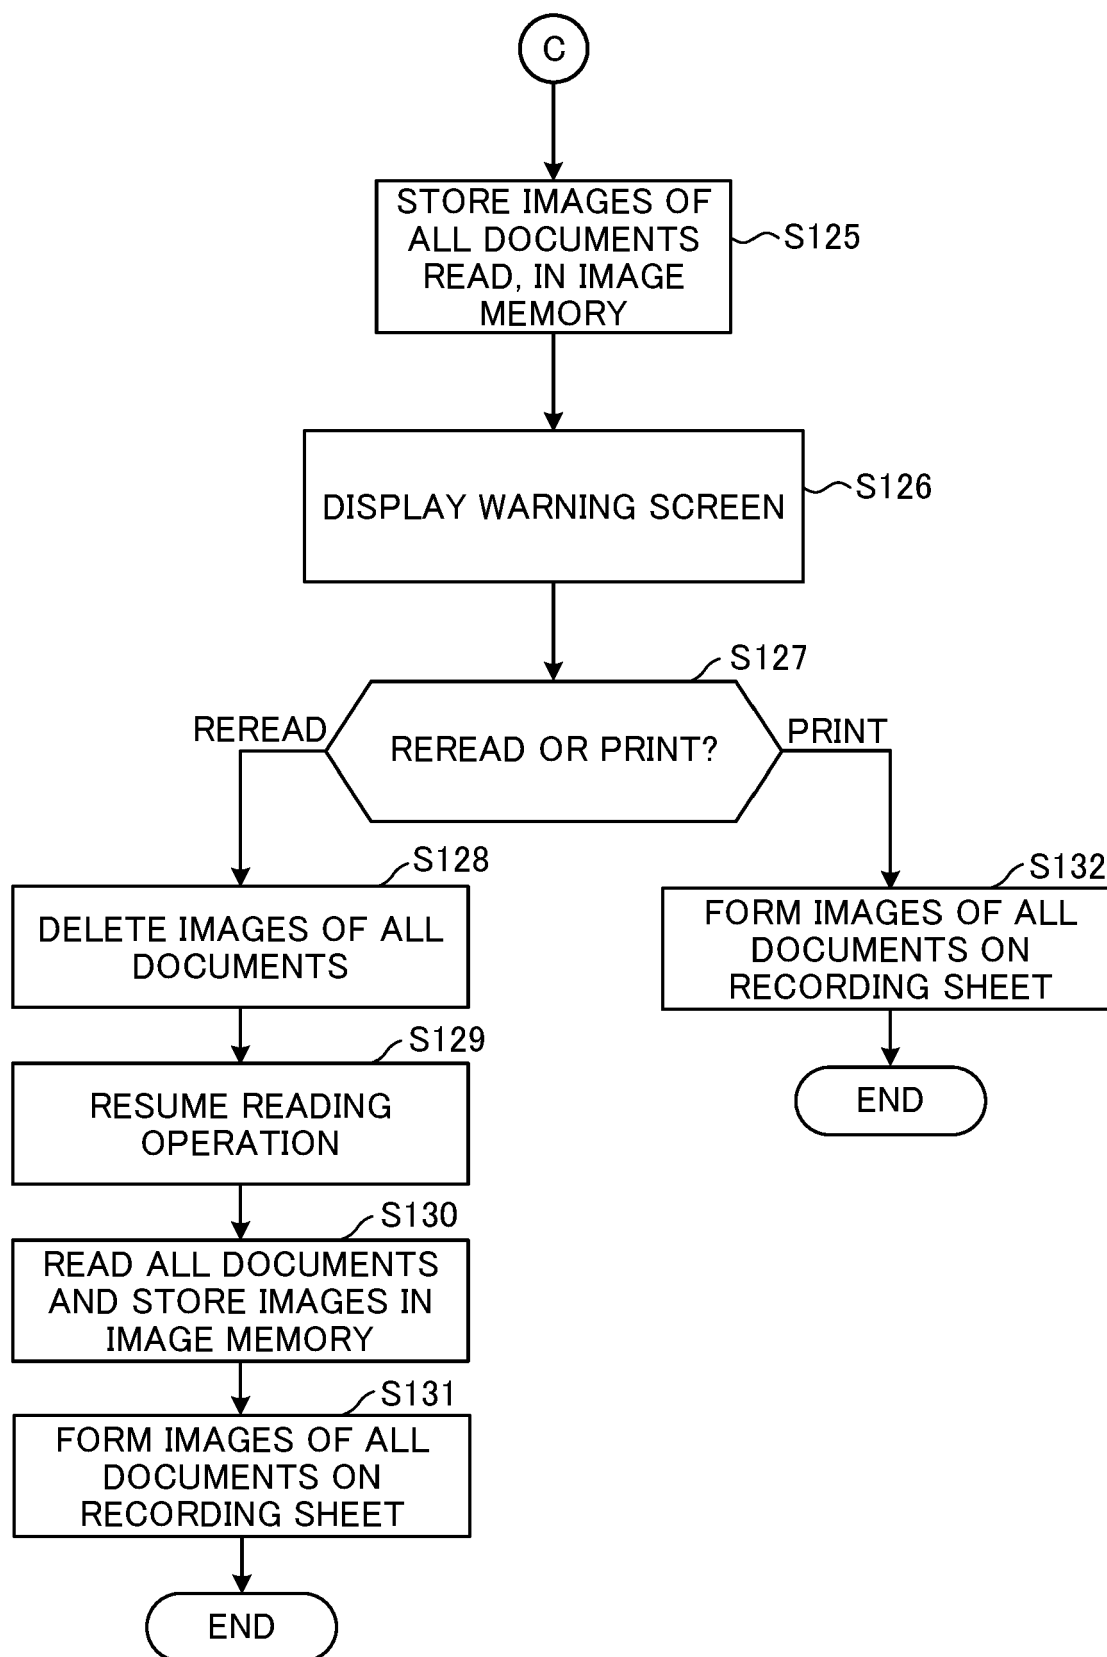 C
STORE IMAGES OF
ALL DOCUMENTS
READ, IN IMAGE
MEMORY
S125
DISPLAY WARNING SCREEN
S126
S127
REREAD OR PRINT?
REREAD
PRINT
S128
DELETE IMAGES OF ALL
DOCUMENTS
S129
RESUME READING
OPERATION
S130
READ ALL DOCUMENTS
AND STORE IMAGES IN
IMAGE MEMORY
S131
FORM IMAGES OF ALL
DOCUMENTS ON
RECORDING SHEET
END
S132
FORM IMAGES OF ALL
DOCUMENTS ON
RECORDING SHEET
END